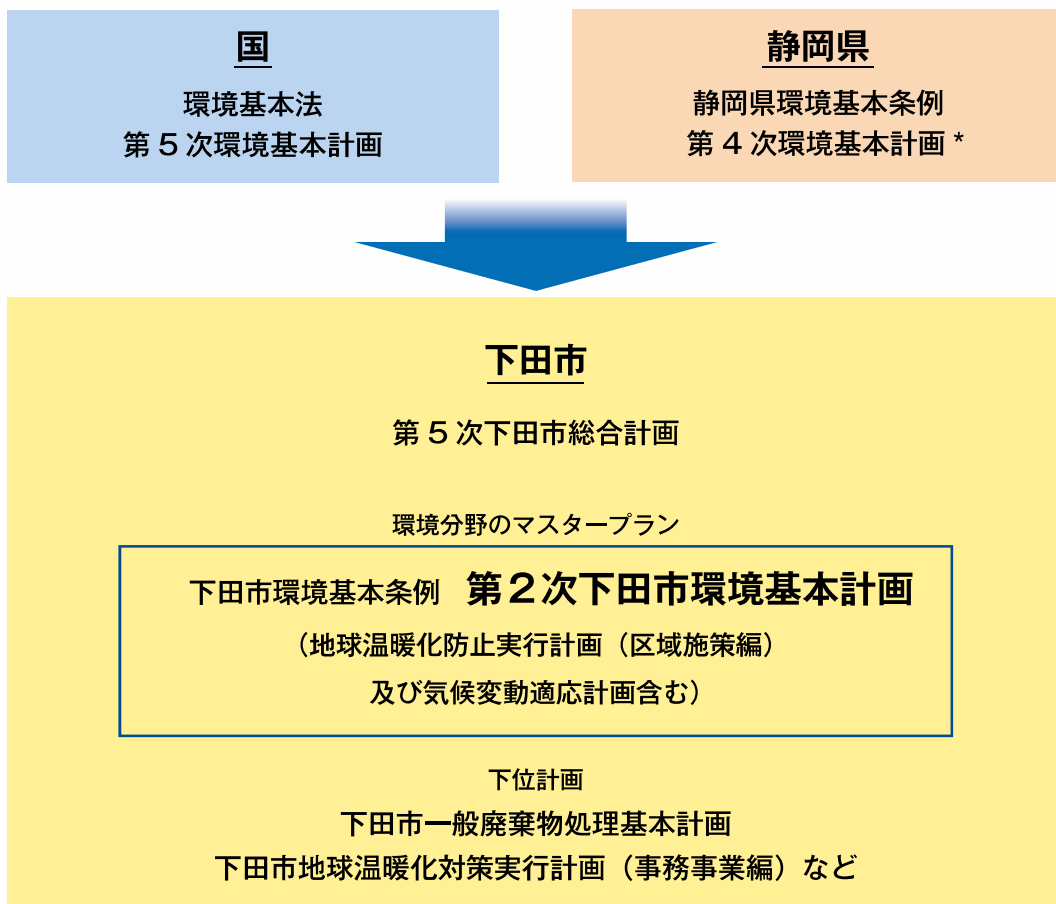 国
環境基本法
第5次環境基本計画
静岡県
静岡県環境基本条例
第4次環境基本計画*
下田市
第5次下田市総合計画
環境分野のマスタープラン
下田市環境基本条例 第2次下田市環境基本計画
（地球温暖化防止実行計画（区域施策編）
及び気候変動適応計画含む）
下位計画
下田市一般廃棄物処理基本計画
下田市地球温暖化対策実行計画（事務事業編）など